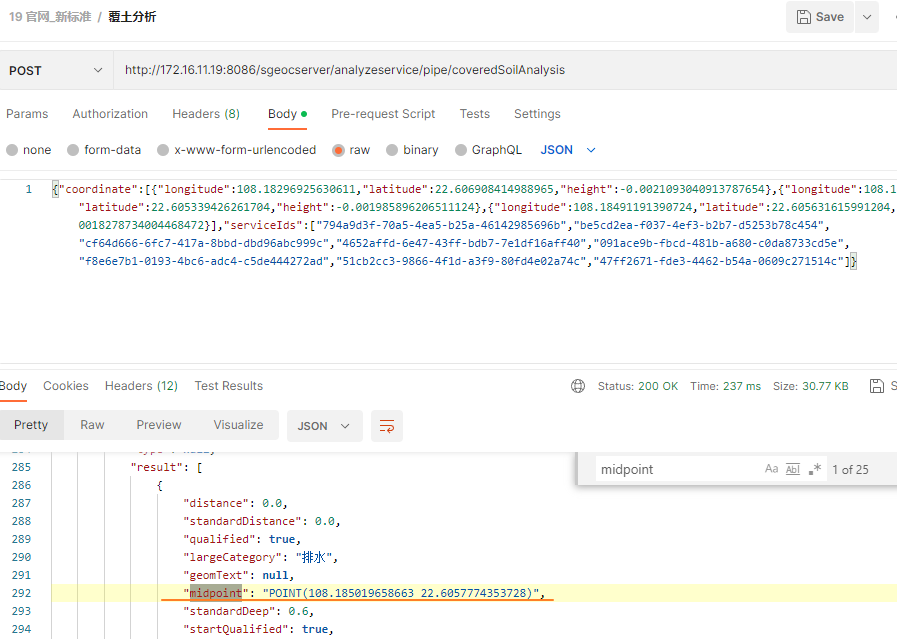 19 官网_新标准 / 覆土分析
Save
POST
http://172.16.11.19:8086/sgeocserver/analyzeservice/pipe/coveredSoilAnalysis
Params Authorization Headers (8) Body Pre-request Script Tests Settings
none form-data x-www-form-urlencoded raw binary GraphQL JSON
1 {"coordinate":[{"longitude":108.18296925630611,"latitude":22.606908414988965,"height":-0.0021093040913787654},{"longitude":108.1
"latitude":22.605339426261704,"height":-0.001985896206511124},{"longitude":108.18491191390724,"latitude":22.605631615991204,
0018278734004468472}],"serviceIds":["794a9d3f-70a5-4ea5-b25a-46142985696b","be5cd2ea-f037-4ef3-b2b7-d5253b78c454",
"cf64d666-6fc7-417a-8bbd-dbd96abc999c","4652affd-6e47-43ff-bdb7-7e1df16aff40","091ace9b-fbcd-481b-a680-c0da8733cd5e",
"f8e6e7b1-0193-4bc6-adc4-c5de444272ad","51cb2cc3-9866-4f1d-a3f9-80fd4e02a74c","47ff2671-fde3-4462-b54a-0609c271514c"]}
Body Cookies Headers (12) Test Results Status: 200 OK Time: 237 ms Size: 30.77 KB S
Pretty Raw Preview Visualize JSON
midpoint Aa Abl .* 1 of 25
285 "result": [
286 {
287 "distance": 0.0,
288 "standardDistance": 0.0,
289 "qualified": true,
290 "largeCategory": "排水",
291 "geomText": null,
292 "midpoint": "POINT(108.185019658663 22.6057774353728)",
293 "standardDeep": 0.6,
294 "startQualified": true,